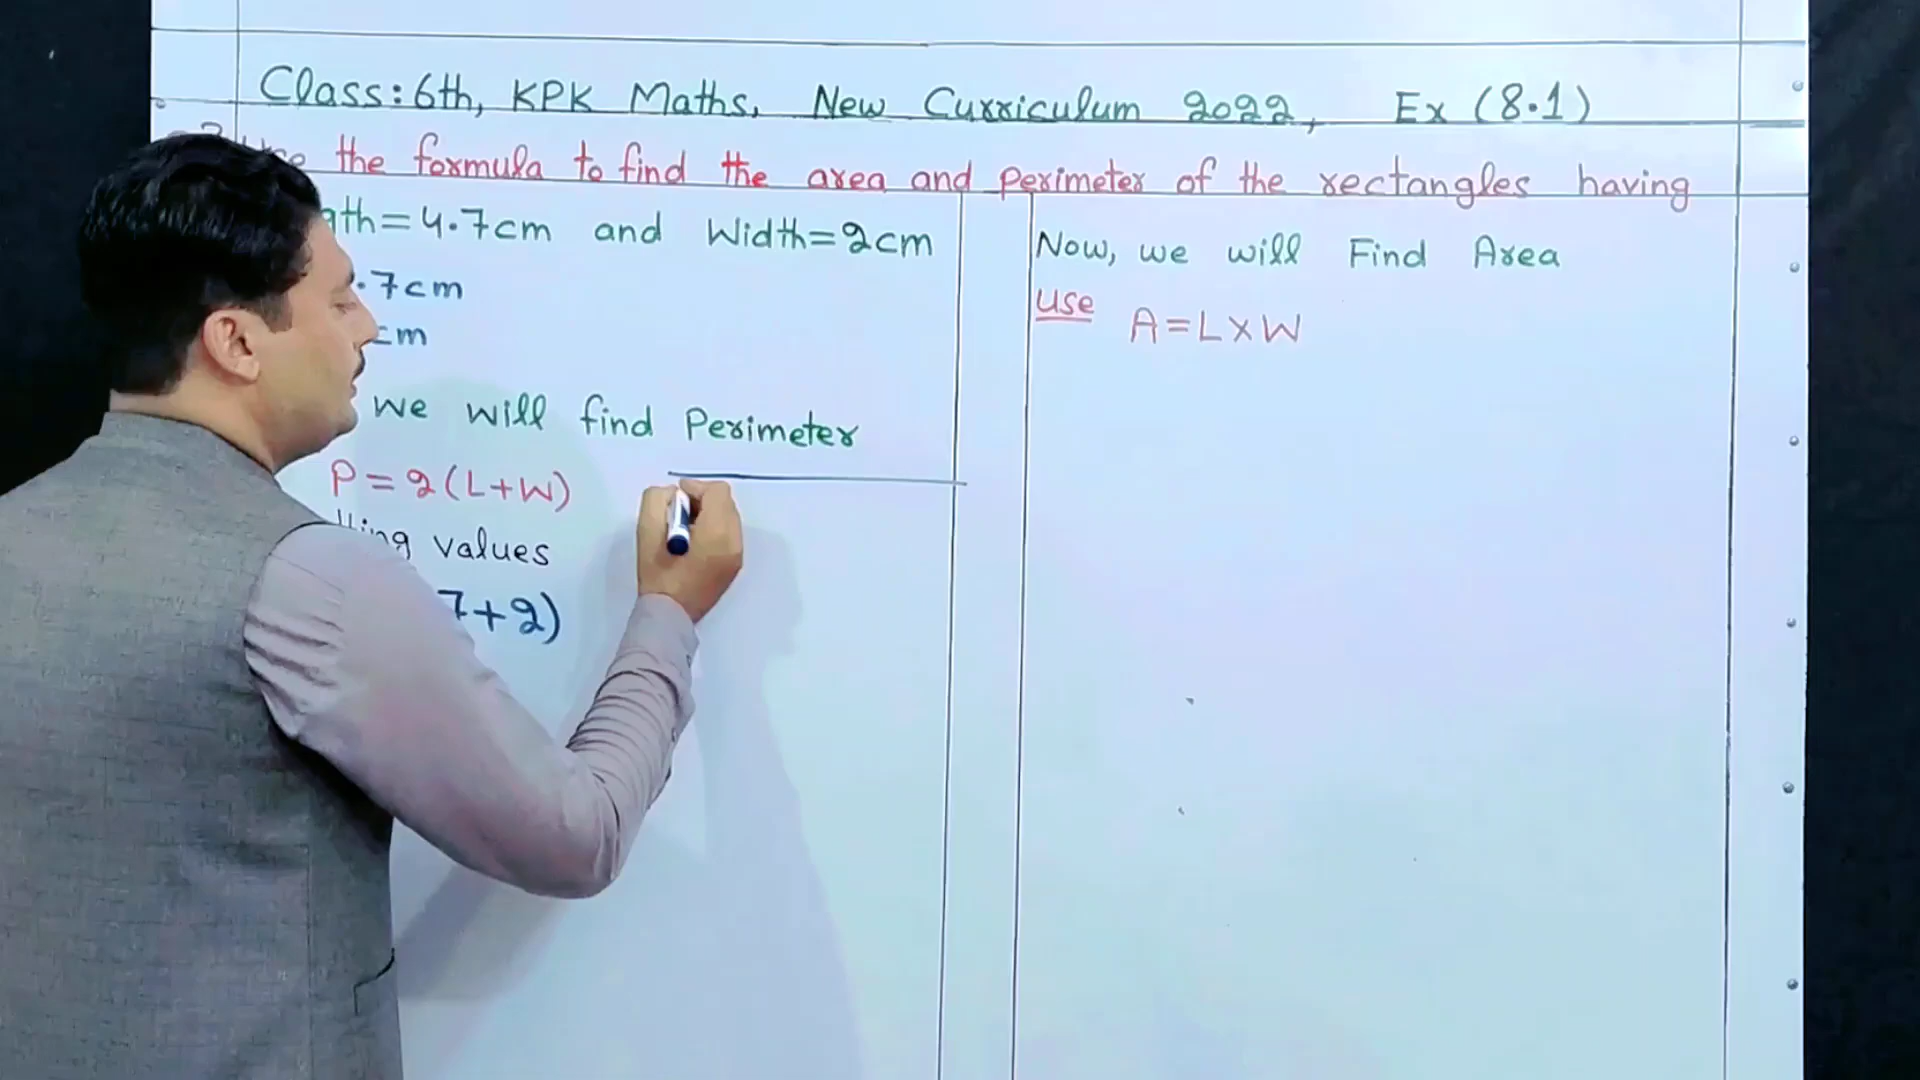 Class: 6th, KPK Maths, New Curriculum 2022, Ex (8.1)
the formula to find the area and perimeter of the rectangles having
=4.7cm and Width=2cm
.7cm
cm
we will find Perimeter
P = 2(L+W)
values
7+2)
Now, we will Find Area
Use A=L×W